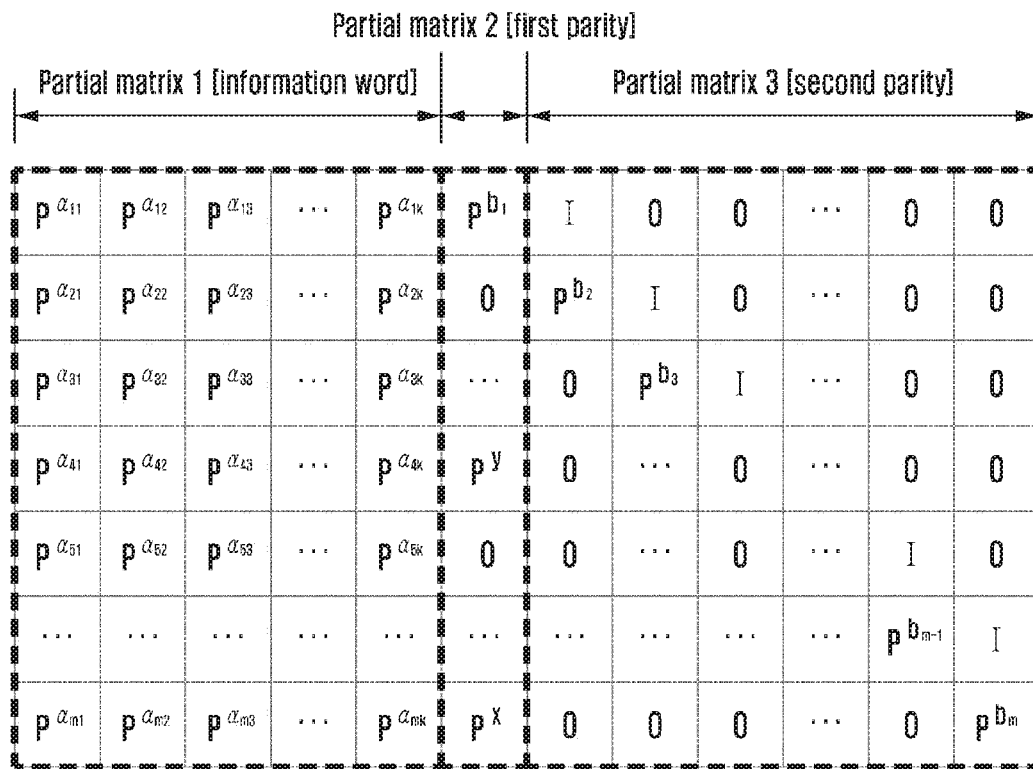 Partial matrix 2 [first parity]
Partial matrix 1 [information word] Partial matrix 3 [second parity]
P^α11 P^α12 P^α13 ... P^α1k P^b1 I 0 0 ... 0 0
P^α21 P^α22 P^α23 ... P^α2k 0 P^b2 I 0 ... 0 0
P^α31 P^α32 P^α33 ... P^α3k ... 0 P^b3 I ... 0 0
P^α41 P^α42 P^α43 ... P^α4k P^y 0 ... 0 ... 0 0
P^α51 P^α52 P^α53 ... P^α5k 0 0 ... 0 ... I 0
... ... ... ... ... ... ... ... ... ... P^bm-1 I
P^αm1 P^αm2 P^αm3 ... P^αmk P^x 0 0 0 ... 0 P^bm